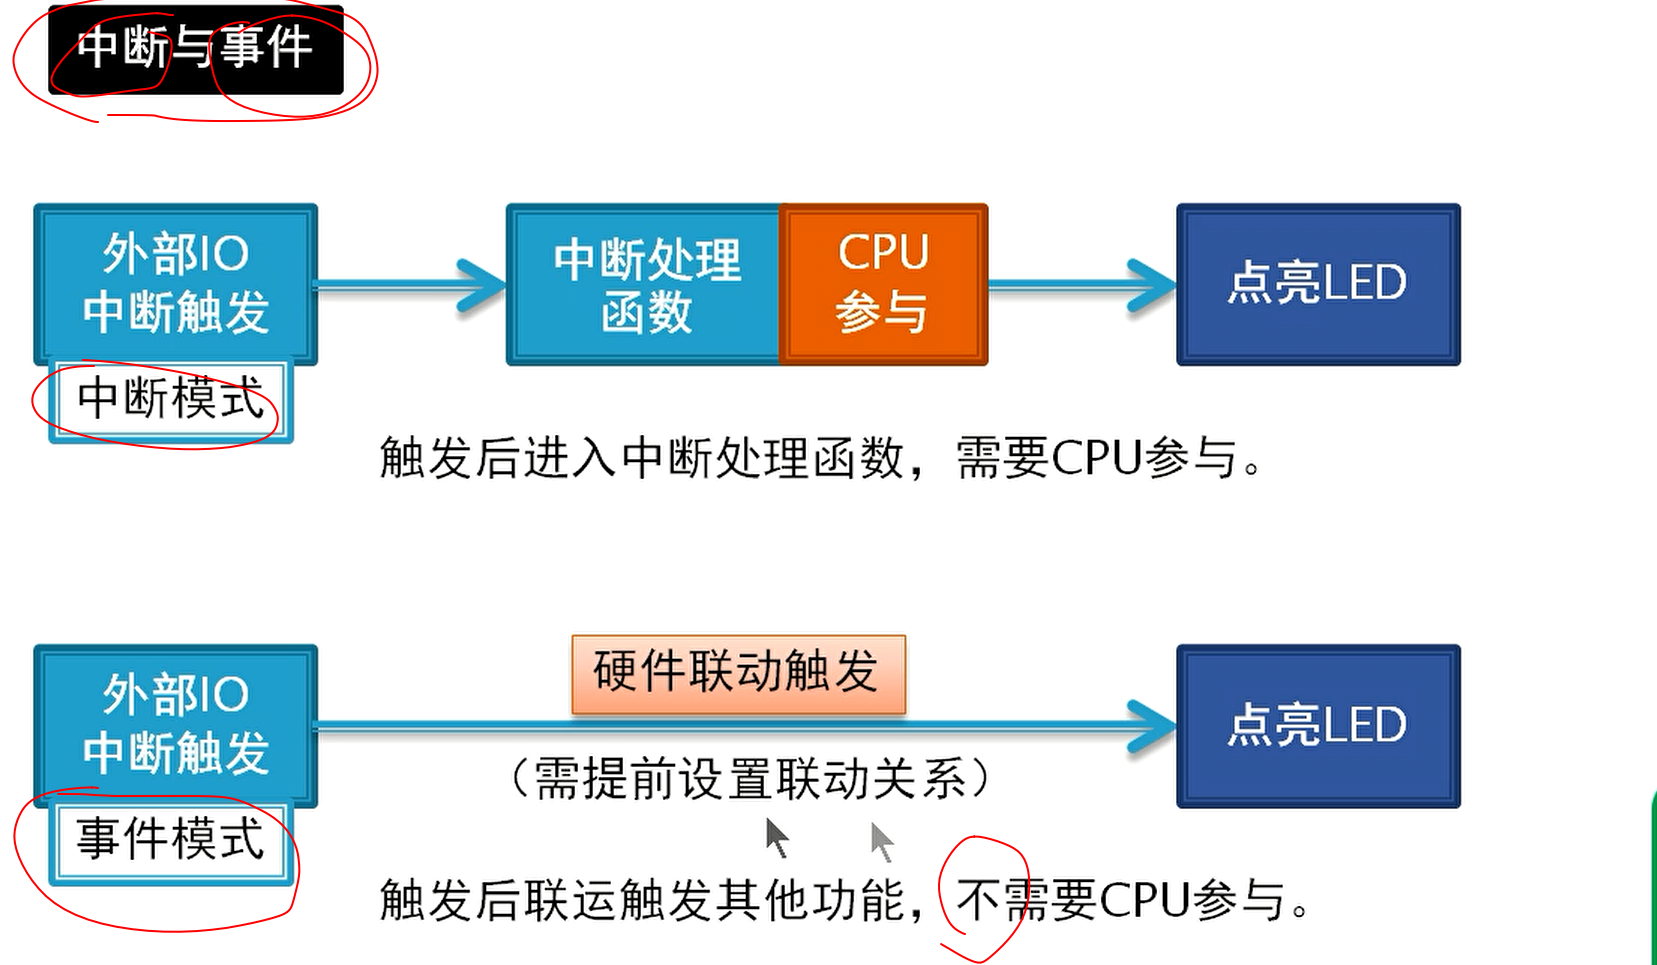 中断与事件
外部IO
中断触发
中断模式
中断处理
函数
CPU
参与
点亮LED
触发后进入中断处理函数，需要CPU参与。
外部IO
中断触发
事件模式
硬件联动触发
（需提前设置联动关系）
点亮LED
触发后联运触发其他功能，不需要CPU参与。